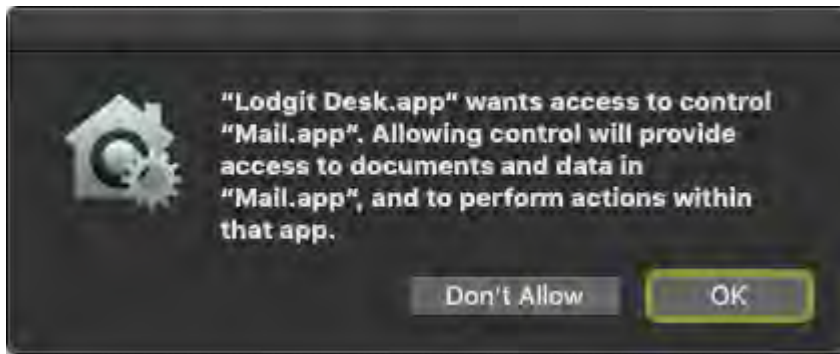 "Lodgit Desk.app" wants access to control
"Mail.app". Allowing control will provide
access to documents and data in
"Mail.app", and to perform actions within
that app.
Don't Allow
OK